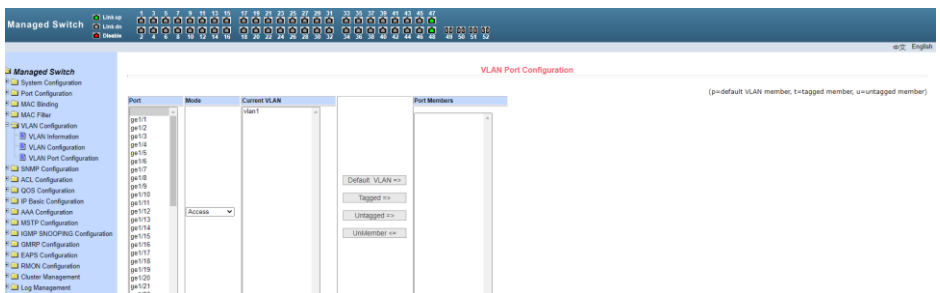 Managed Switch
Link up
Link dn
Disable
1 3 5 7 9 11 13 15 17 19 21 23 25 27 29 31 33 35 37 39 41 43 45 47
2 4 6 8 10 12 14 16 18 20 22 24 26 28 30 32 34 36 38 40 42 44 46 48 49 50 51 52
中文 English
Managed Switch
System Configuration
Port Configuration
MAC Binding
MAC Filter
VLAN Configuration
VLAN Information
VLAN Configuration
VLAN Port Configuration
SNMP Configuration
ACL Configuration
QOS Configuration
IP Basic Configuration
AAA Configuration
MSTP Configuration
IGMP SNOOPING Configuration
GMRP Configuration
EAPS Configuration
RMON Configuration
Cluster Management
Log Management
VLAN Port Configuration
(p=default VLAN member, t=tagged member, u=untagged member)
Port Mode Current VLAN Port Members
ge1/1
ge1/2
ge1/3
ge1/4
ge1/5
ge1/6
ge1/7
ge1/8
ge1/9
ge1/10
ge1/11
ge1/12
ge1/13
ge1/14
ge1/15
ge1/16
ge1/17
ge1/18
ge1/19
ge1/20
ge1/21
Access
vlan1
Default VLAN =>
Tagged =>
Untagged =>
UnMember <=